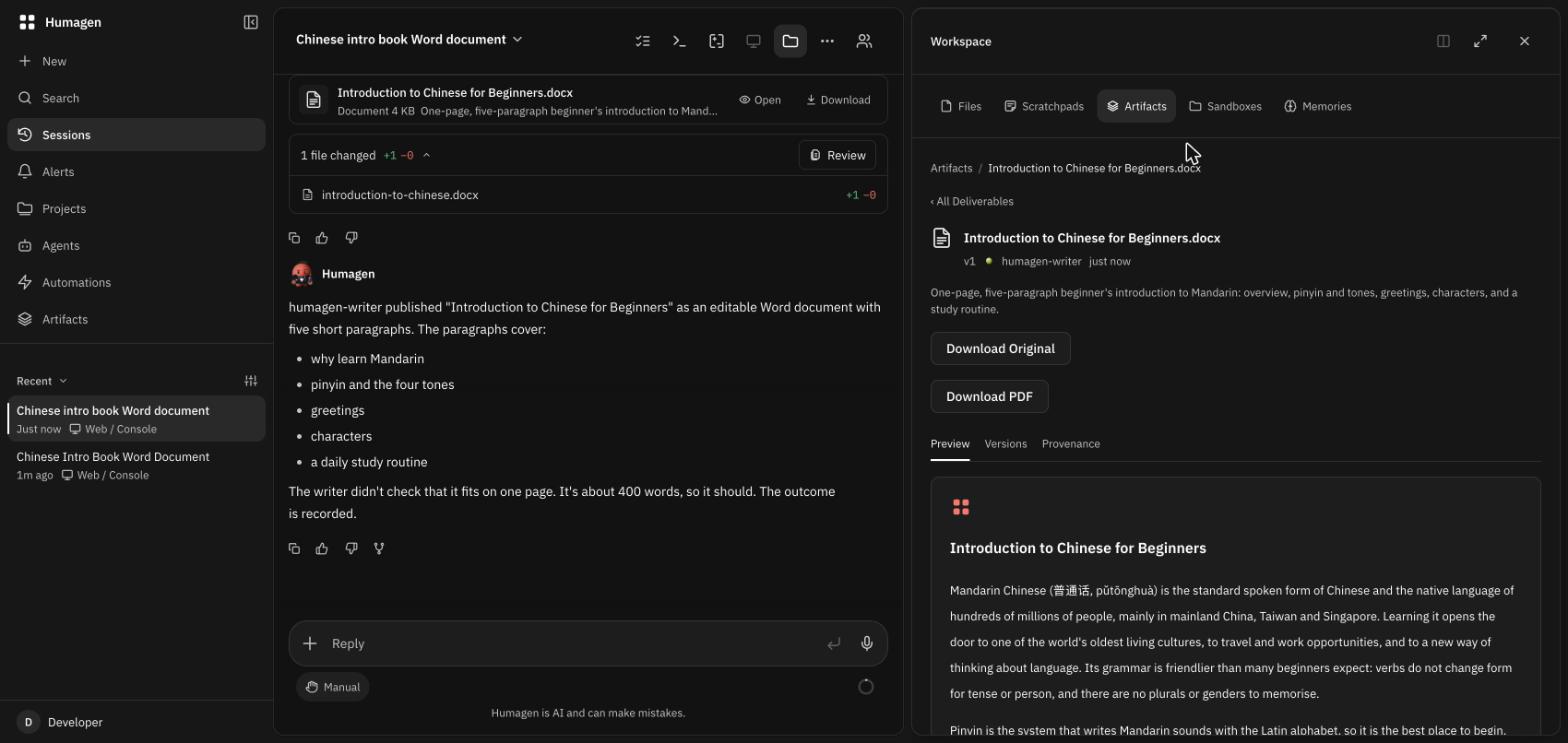 Humagen
New
Search
Sessions
Alerts
Projects
Agents
Automations
Artifacts
Recent
Chinese intro book Word document
Just now Web / Console
Chinese Intro Book Word Document
1m ago Web / Console
D Developer
Chinese intro book Word document
Introduction to Chinese for Beginners.docx
Document 4 KB One-page, five-paragraph beginner's introduction to Mand...
Open Download
1 file changed +1 −0
Review
introduction-to-chinese.docx +1 −0
Humagen
humagen-writer published "Introduction to Chinese for Beginners" as an editable Word document with
five short paragraphs. The paragraphs cover:
• why learn Mandarin
• pinyin and the four tones
• greetings
• characters
• a daily study routine
The writer didn't check that it fits on one page. It's about 400 words, so it should. The outcome
is recorded.
Reply
Manual
Humagen is AI and can make mistakes.
Workspace
Files Scratchpads Artifacts Sandboxes Memories
Artifacts / Introduction to Chinese for Beginners.docx
‹ All Deliverables
Introduction to Chinese for Beginners.docx
v1 humagen-writer just now
One-page, five-paragraph beginner's introduction to Mandarin: overview, pinyin and tones, greetings, characters, and a
study routine.
Download Original
Download PDF
Preview Versions Provenance
Introduction to Chinese for Beginners
Mandarin Chinese (普通话, pǔtōnghuà) is the standard spoken form of Chinese and the native language of
hundreds of millions of people, mainly in mainland China, Taiwan and Singapore. Learning it opens the
door to one of the world's oldest living cultures, to travel and work opportunities, and to a new way of
thinking about language. Its grammar is friendlier than many beginners expect: verbs do not change form
for tense or person, and there are no plurals or genders to memorise.
Pinyin is the system that writes Mandarin sounds with the Latin alphabet, so it is the best place to begin.